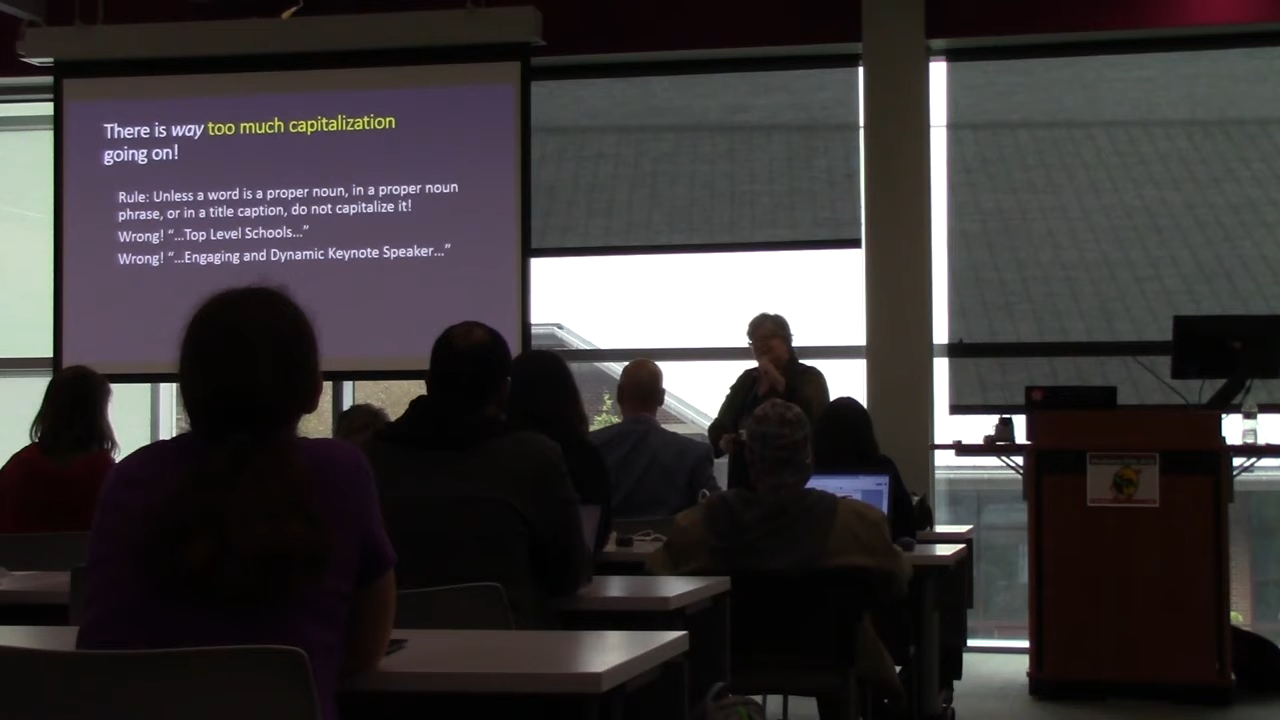 There is way too much capitalization
going on!
Rule: Unless a word is a proper noun, in a proper noun
phrase, or in a title caption, do not capitalize it!
Wrong! “…Top Level Schools…”
Wrong! “…Engaging and Dynamic Keynote Speaker…”